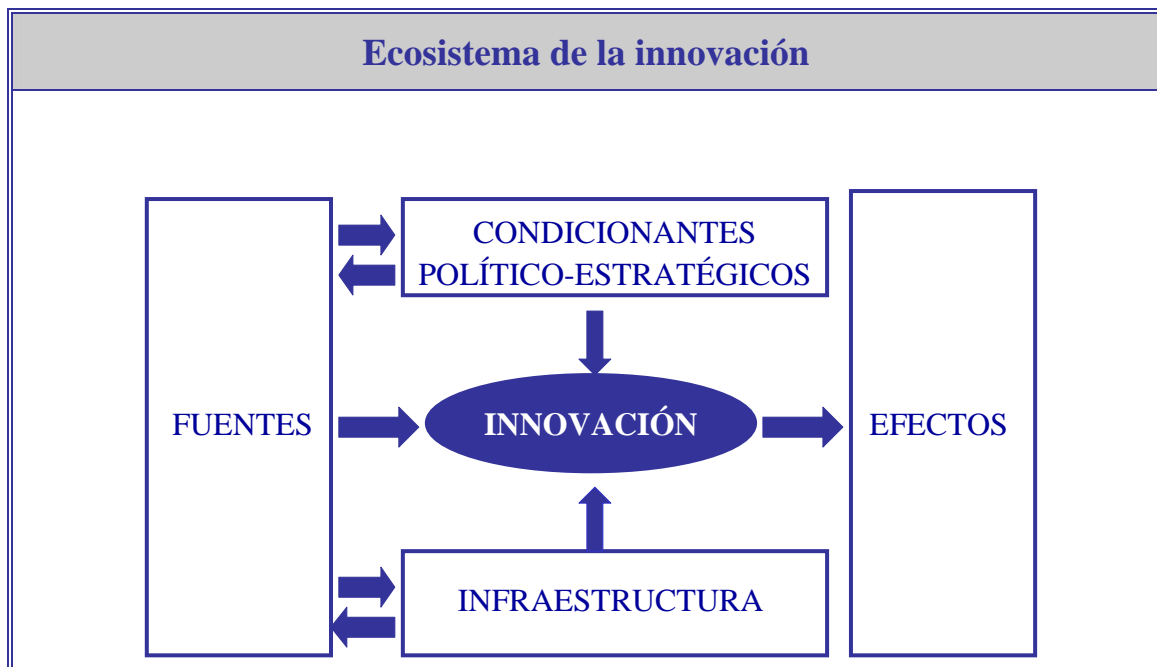 Ecosistema de la innovación
CONDICIONANTES
POLÍTICO-ESTRATÉGICOS
FUENTES
INNOVACIÓN
EFECTOS
INFRAESTRUCTURA